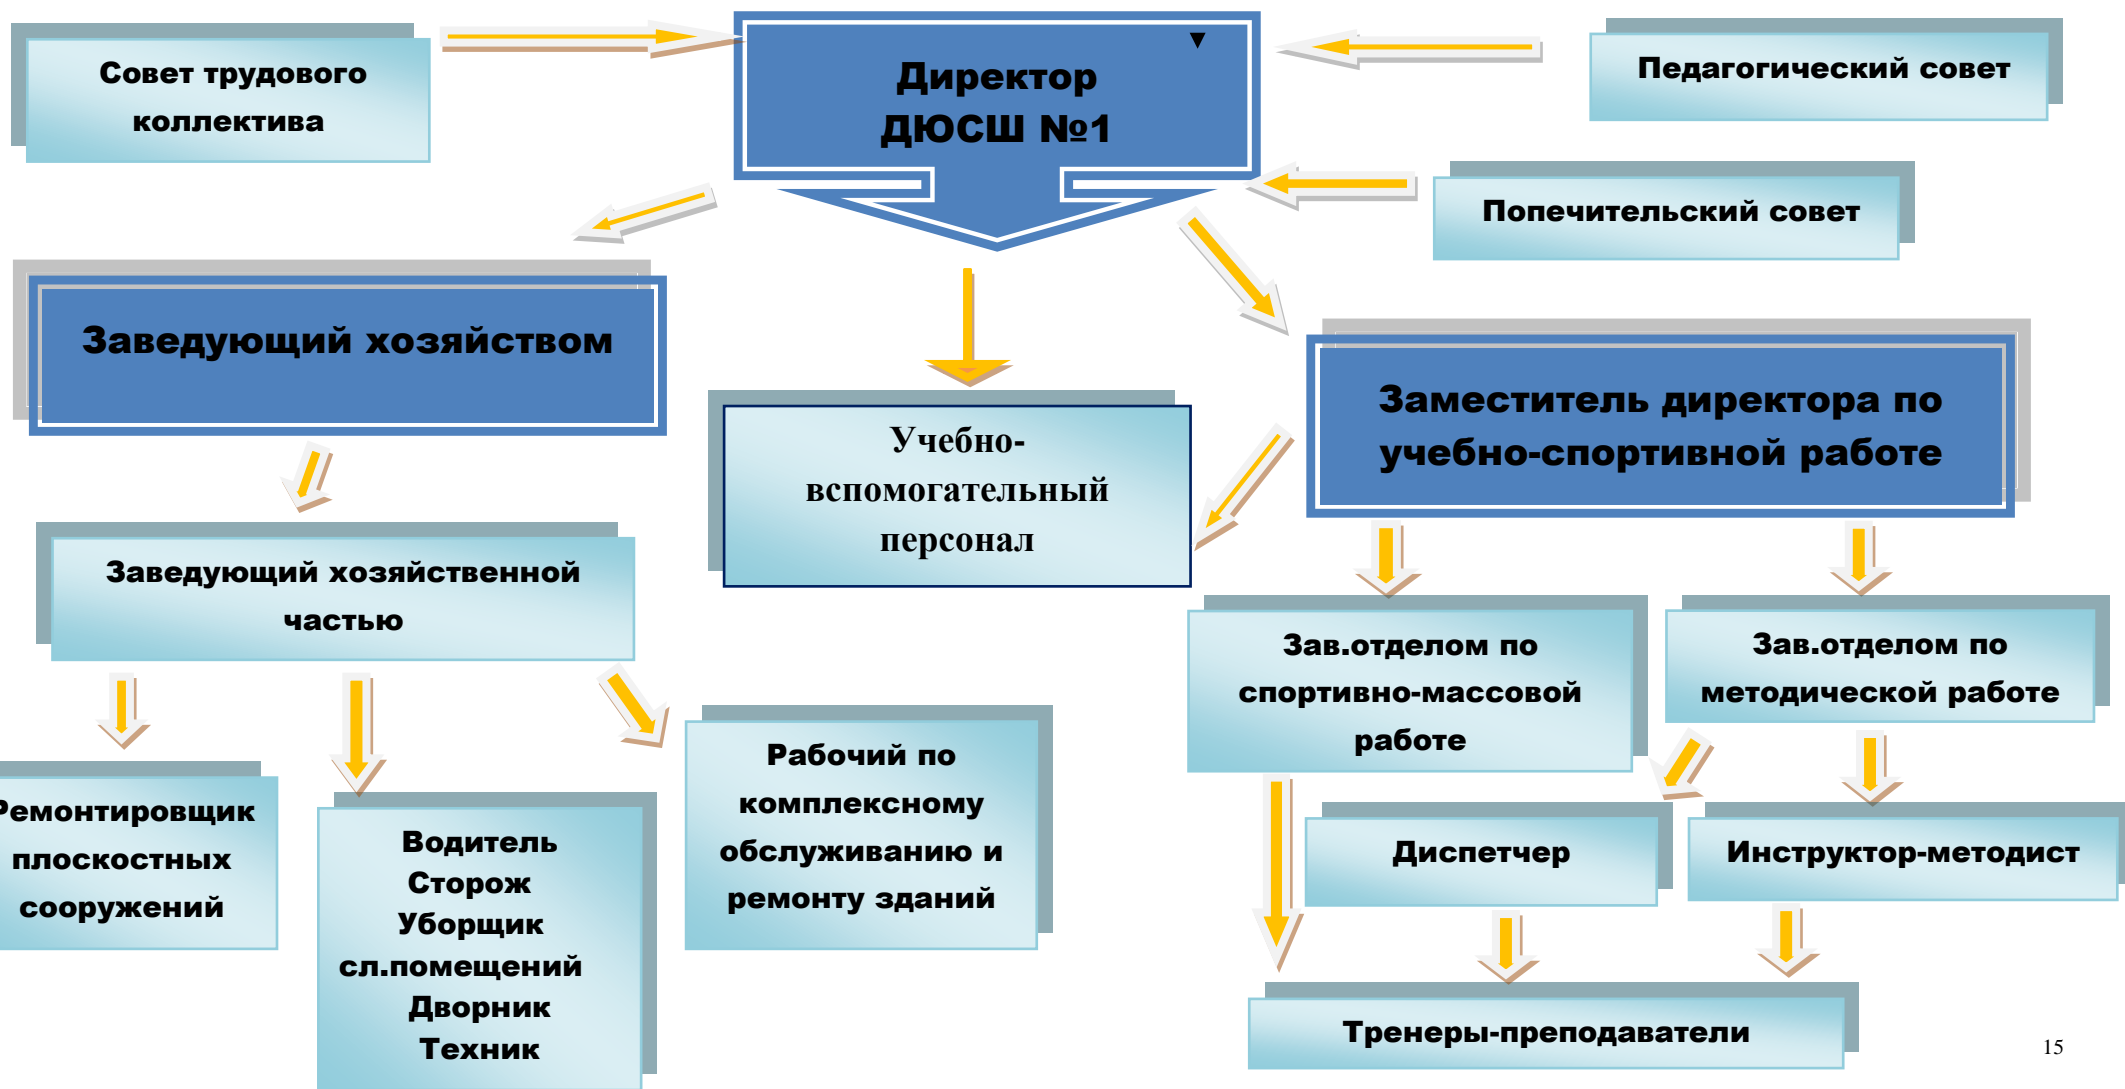 Совет трудового
коллектива
Директор
ДЮСШ №1
Педагогический совет
Попечительский совет
Заведующий хозяйством
Учебно-
вспомогательный
персонал
Заместитель директора по
учебно-спортивной работе
Заведующий хозяйственной
частью
Зав.отделом по
спортивно-массовой
работе
Зав.отделом по
методической работе
Ремонтировщик
плоскостных
сооружений
Водитель
Сторож
Уборщик
сл.помещений
Дворник
Техник
Рабочий по
комплексному
обслуживанию и
ремонту зданий
Диспетчер
Инструктор-методист
Тренеры-преподаватели
15